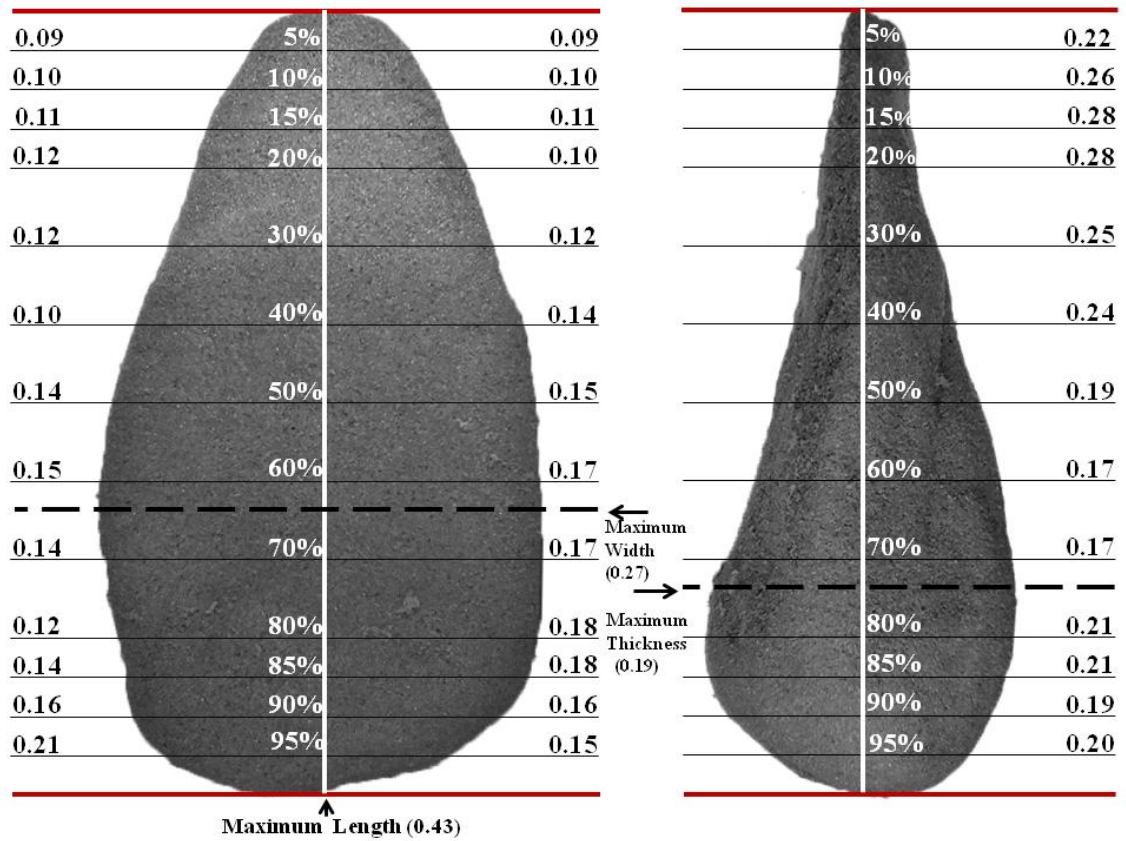 0.09 5% 0.09 5% 0.22
0.10 10% 0.10 10% 0.26
0.11 15% 0.11 15% 0.28
0.12 20% 0.10 20% 0.28
0.12 30% 0.12 30% 0.25
0.10 40% 0.14 40% 0.24
0.14 50% 0.15 50% 0.19
0.15 60% 0.17 60% 0.17
Maximum
Width
(0.27)
0.14 70% 0.17 70% 0.17
Maximum
Thickness
(0.19)
0.12 80% 0.18 80% 0.21
0.14 85% 0.18 85% 0.21
0.16 90% 0.16 90% 0.19
0.21 95% 0.15 95% 0.20
Maximum Length (0.43)